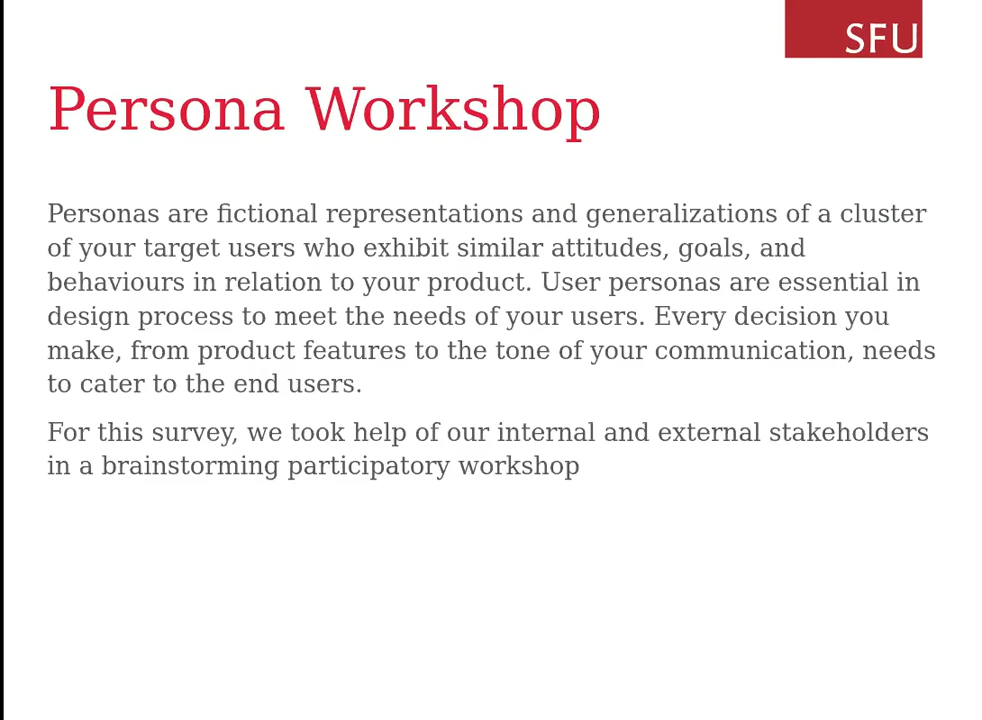 SFU
Persona Workshop
Personas are fictional representations and generalizations of a cluster
of your target users who exhibit similar attitudes, goals, and
behaviours in relation to your product. User personas are essential in
design process to meet the needs of your users. Every decision you
make, from product features to the tone of your communication, needs
to cater to the end users.
For this survey, we took help of our internal and external stakeholders
in a brainstorming participatory workshop